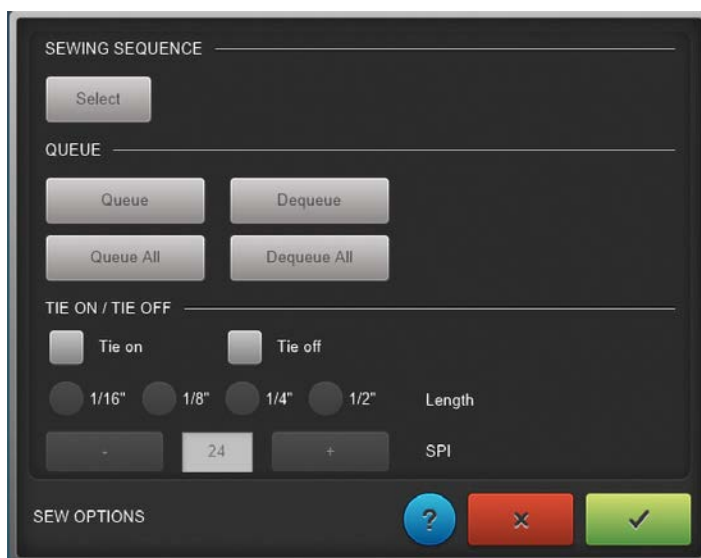 SEWING SEQUENCE
Select
QUEUE
Queue Dequeue
Queue All Dequeue All
TIE ON / TIE OFF
Tie on Tie off
1/16" 1/8" 1/4" 1/2" Length
- 24 + SPI
SEW OPTIONS ?